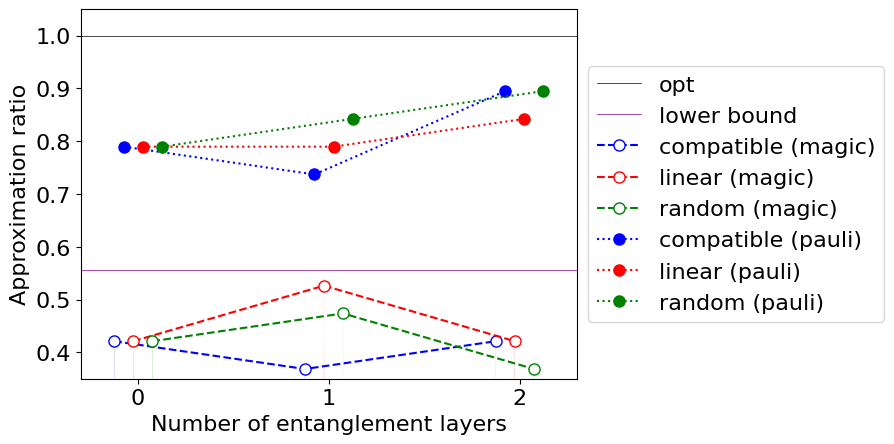 1.0
0.9
0.8
0.7
0.6
0.5
0.4
Approximation ratio
0
1
2
Number of entanglement layers
opt
lower bound
compatible (magic)
linear (magic)
random (magic)
compatible (pauli)
linear (pauli)
random (pauli)